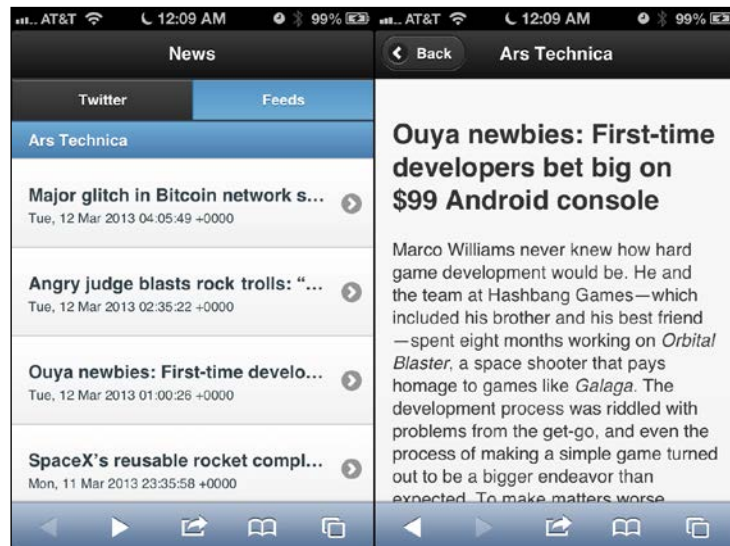 AT&T 12:09 AM 99%
News
Twitter Feeds
Ars Technica
Major glitch in Bitcoin network s...
Tue, 12 Mar 2013 04:05:49 +0000
Angry judge blasts rock trolls: “...
Tue, 12 Mar 2013 02:35:22 +0000
Ouya newbies: First-time develo...
Tue, 12 Mar 2013 01:00:26 +0000
SpaceX's reusable rocket compl...
Mon, 11 Mar 2013 23:35:58 +0000
AT&T 12:09 AM 99%
Back Ars Technica
Ouya newbies: First-time
developers bet big on
$99 Android console
Marco Williams never knew how hard
game development would be. He and
the team at Hashbang Games—which
included his brother and his best friend
—spent eight months working on Orbital
Blaster, a space shooter that pays
homage to games like Galaga. The
development process was riddled with
problems from the get-go, and even the
process of making a simple game turned
out to be a bigger endeavor than
expected. To make matters worse